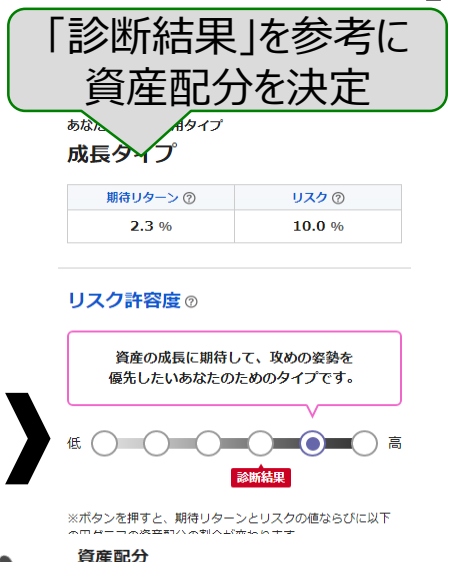 「診断結果」を参考に
資産配分を決定
成長タイプ
期待リターン ? リスク ?
2.3 % 10.0 %
リスク許容度 ?
資産の成長に期待して、攻めの姿勢を
優先したいあなたのためのタイプです。
低 高
診断結果
※ボタンを押すと、期待リターンとリスクの値ならびに以下
資産配分